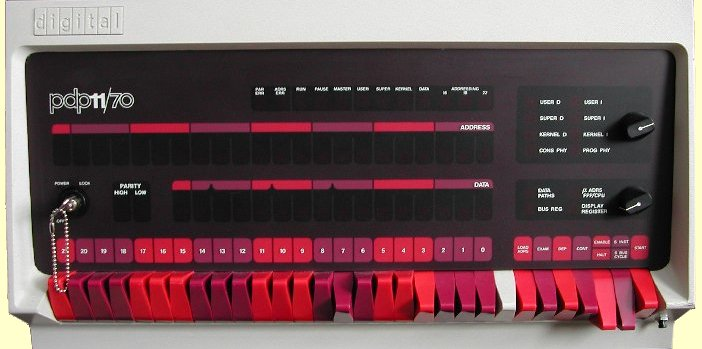 digital
pdp11/70
PAR ERR ADRS ERR RUN PAUSE MASTER USER SUPER KERNEL DATA ADDRESSING 16 18 22
ADDRESS
USER D USER I
SUPER D SUPER I
KERNEL D KERNEL I
CONS PHY PROG PHY
POWER LOCK
OFF
PARITY
HIGH LOW
DATA
DATA PATHS μ ADRS FPP/CPU
BUS REG DISPLAY REGISTER
20 19 18 17 16 15 14 13 12 11 10 9 8 7 6 5 4 3 2 1 0
LOAD ADRS EXAM DEP CONT ENABLE HALT S INST S BUS CYCLE START